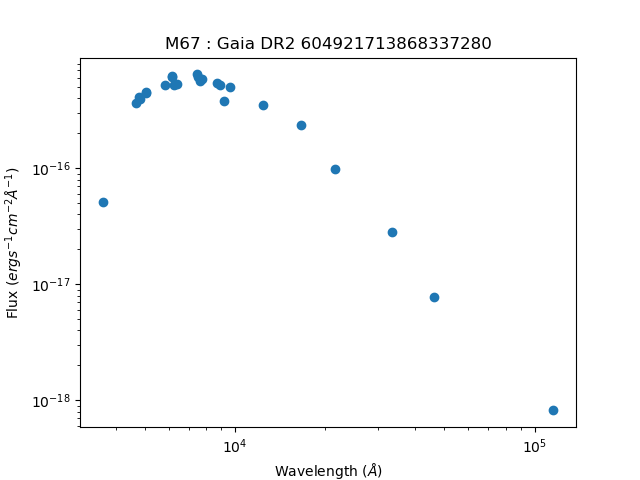 M67 : Gaia DR2 604921713868337280
Flux (ergs⁻¹cm⁻²Å⁻¹)
10⁻¹⁶
10⁻¹⁷
10⁻¹⁸
10⁴ 10⁵
Wavelength (Å)